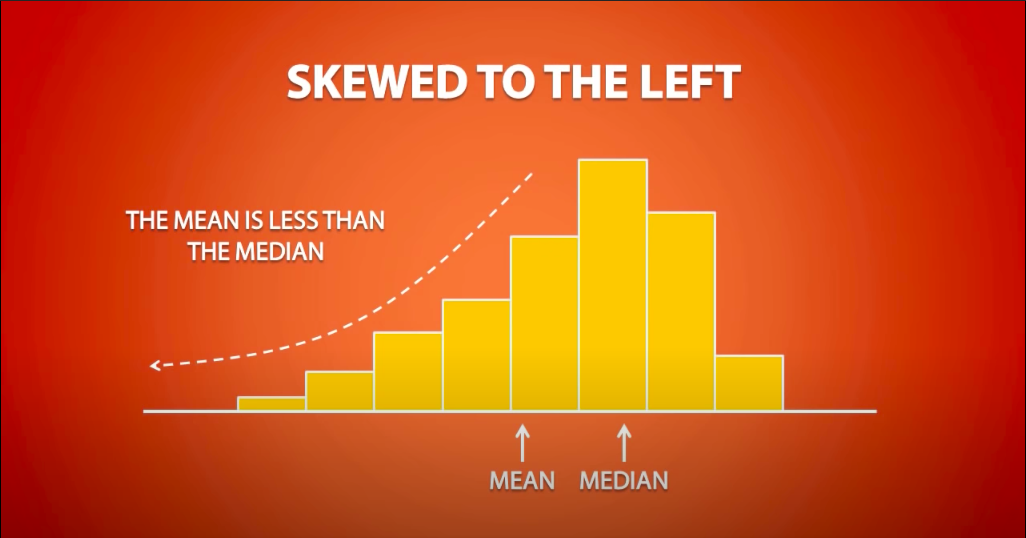 SKEWED TO THE LEFT
THE MEAN IS LESS THAN
THE MEDIAN
MEAN MEDIAN